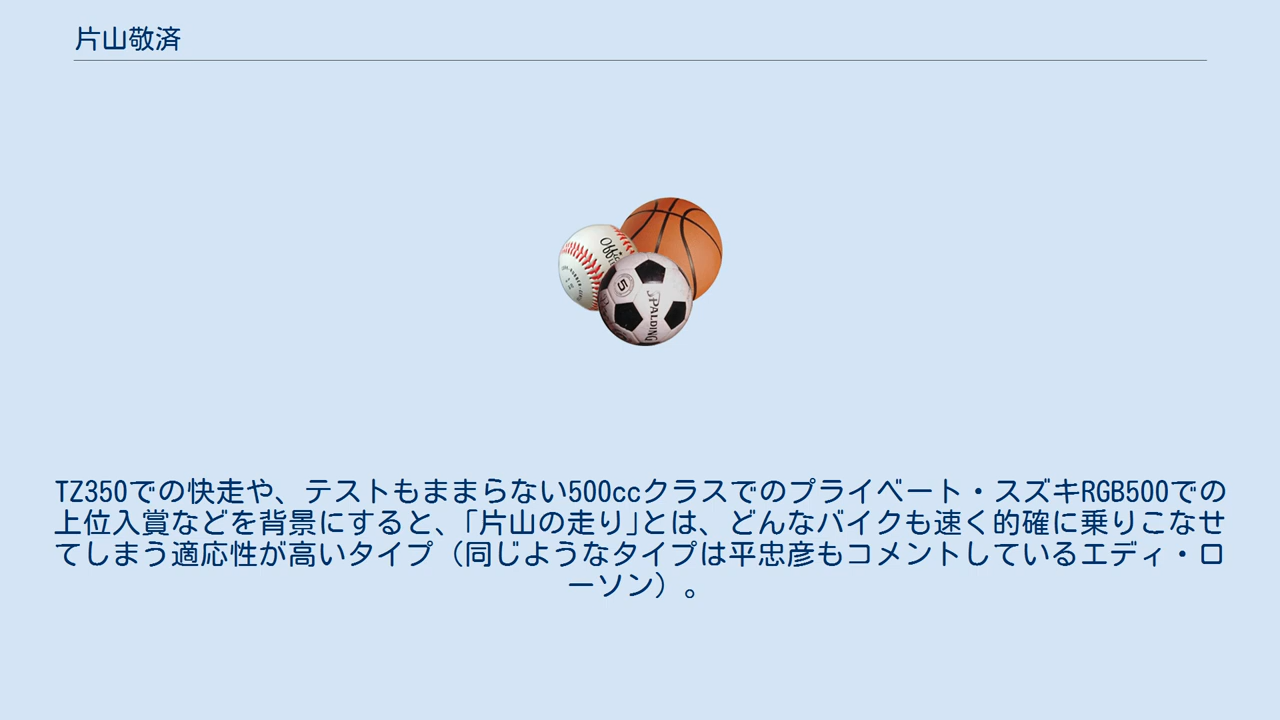 片山敬済
Offic
5
SPALDING
TZ350での快走や、テストもままらない500ccクラスでのプライベート・スズキRGB500での
上位入賞などを背景にすると､｢片山の走り｣とは、どんなバイクも速く的確に乗りこなせ
てしまう適応性が高いタイプ（同じようなタイプは平忠彦もコメントしているエディ・ロ
ーソン）。